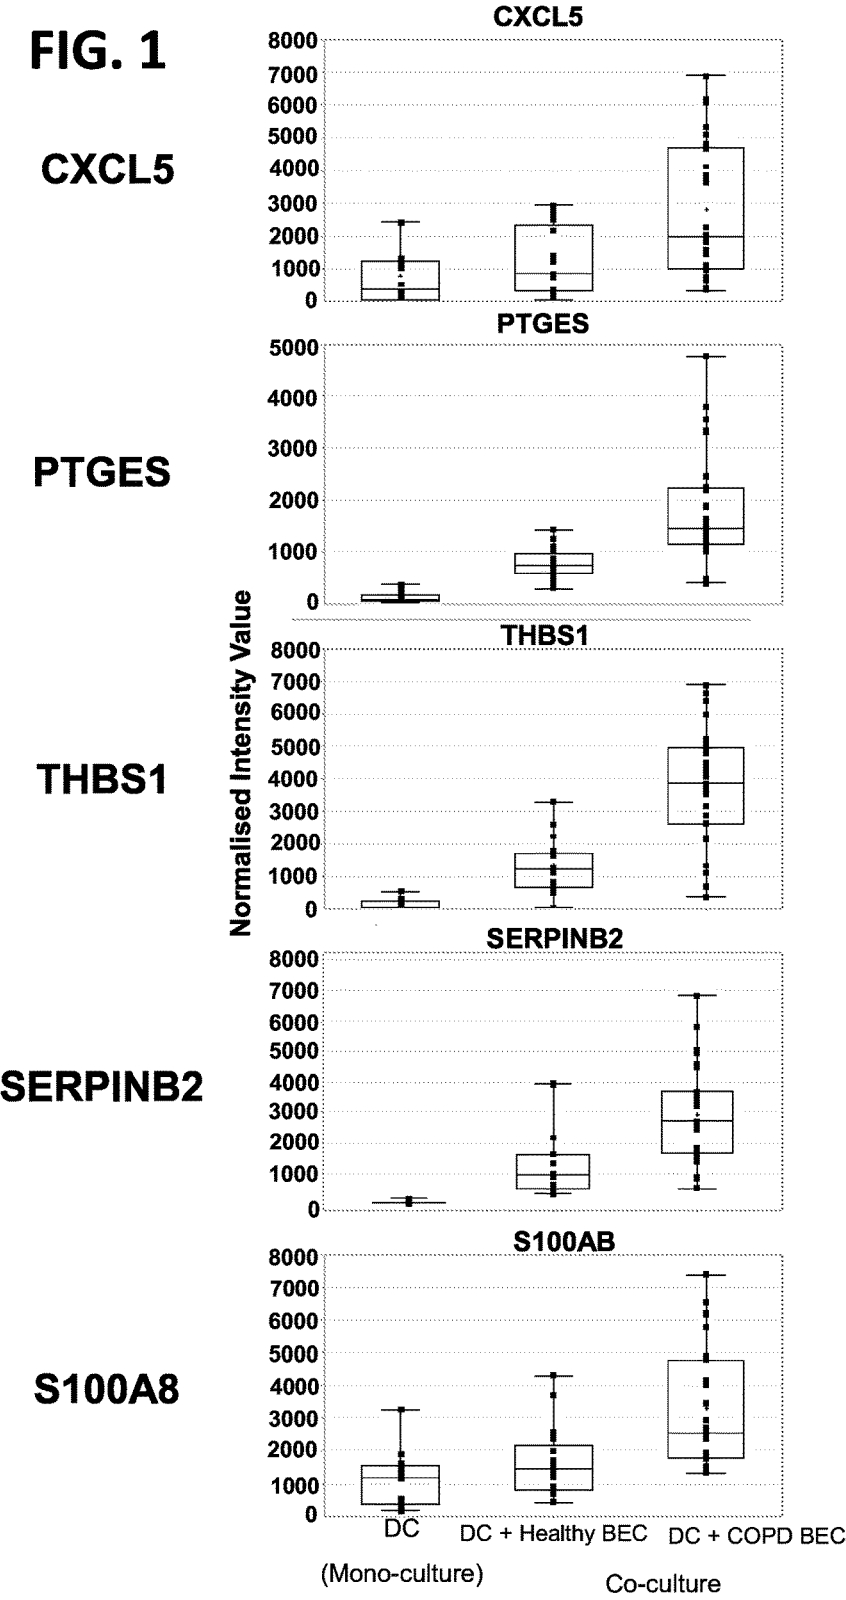 FIG. 1
CXCL5
CXCL5
8000
7000
6000
5000
4000
3000
2000
1000
0
PTGES
PTGES
5000
4000
3000
2000
1000
0
Normalised Intensity Value
THBS1
THBS1
8000
7000
6000
5000
4000
3000
2000
1000
0
SERPINB2
SERPINB2
8000
7000
6000
5000
4000
3000
2000
1000
0
S100AB
S100A8
8000
7000
6000
5000
4000
3000
2000
1000
0
DC
DC + Healthy BEC
DC + COPD BEC
(Mono-culture)
Co-culture